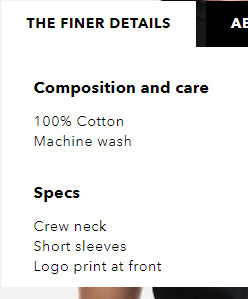 THE FINER DETAILS
Composition and care
100% Cotton
Machine wash
Specs
Crew neck
Short sleeves
Logo print at front